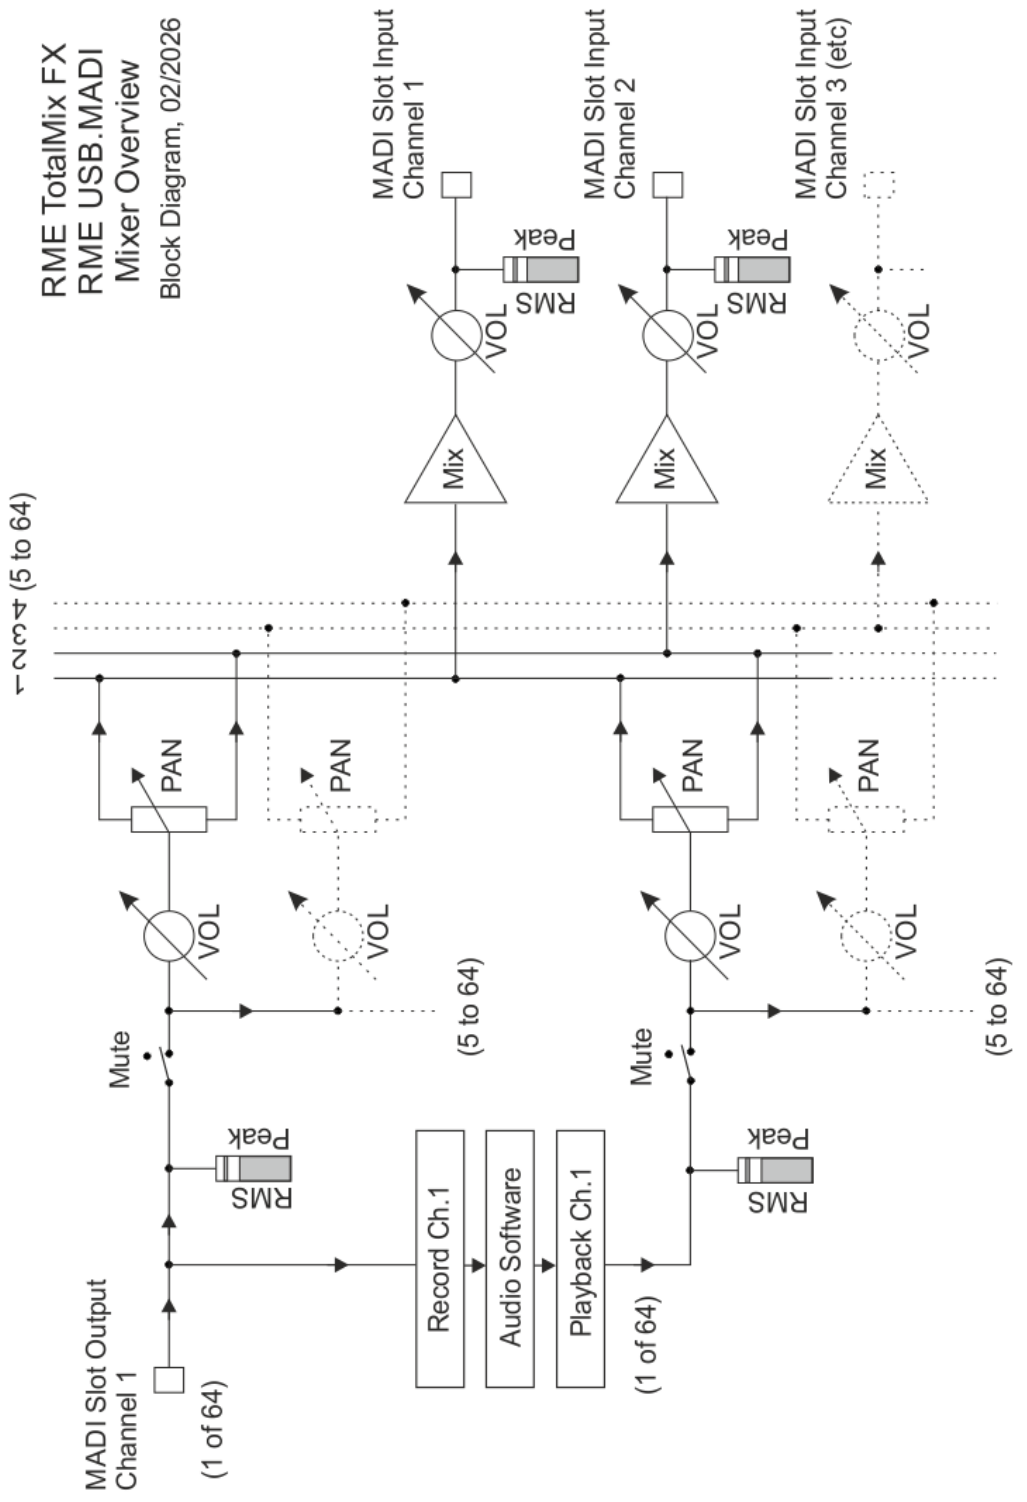 RME TotalMix FX
RME USB.MADI
Mixer Overview
Block Diagram, 02/2026
MADI Slot Output
Channel 1
(1 of 64)
RMS
Peak
Mute
VOL
PAN
VOL
PAN
(5 to 64)
1 2 3 4 (5 to 64)
Record Ch.1
Audio Software
Playback Ch.1
(1 of 64)
RMS
Peak
Mute
VOL
PAN
VOL
PAN
(5 to 64)
Mix
VOL
RMS
Peak
MADI Slot Input
Channel 1
Mix
VOL
RMS
Peak
MADI Slot Input
Channel 2
Mix
VOL
MADI Slot Input
Channel 3 (etc)